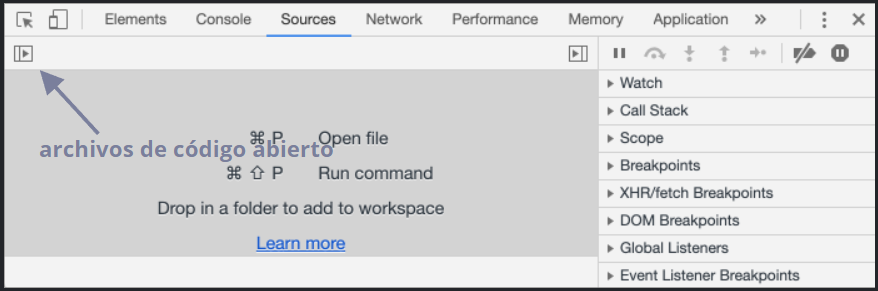 Elements Console Sources Network Performance Memory Application »
Watch
Call Stack
Scope
Breakpoints
XHR/fetch Breakpoints
DOM Breakpoints
Global Listeners
Event Listener Breakpoints
archivos de código abierto
⌘ P Open file
⌘ ⇧ P Run command
Drop in a folder to add to workspace
Learn more